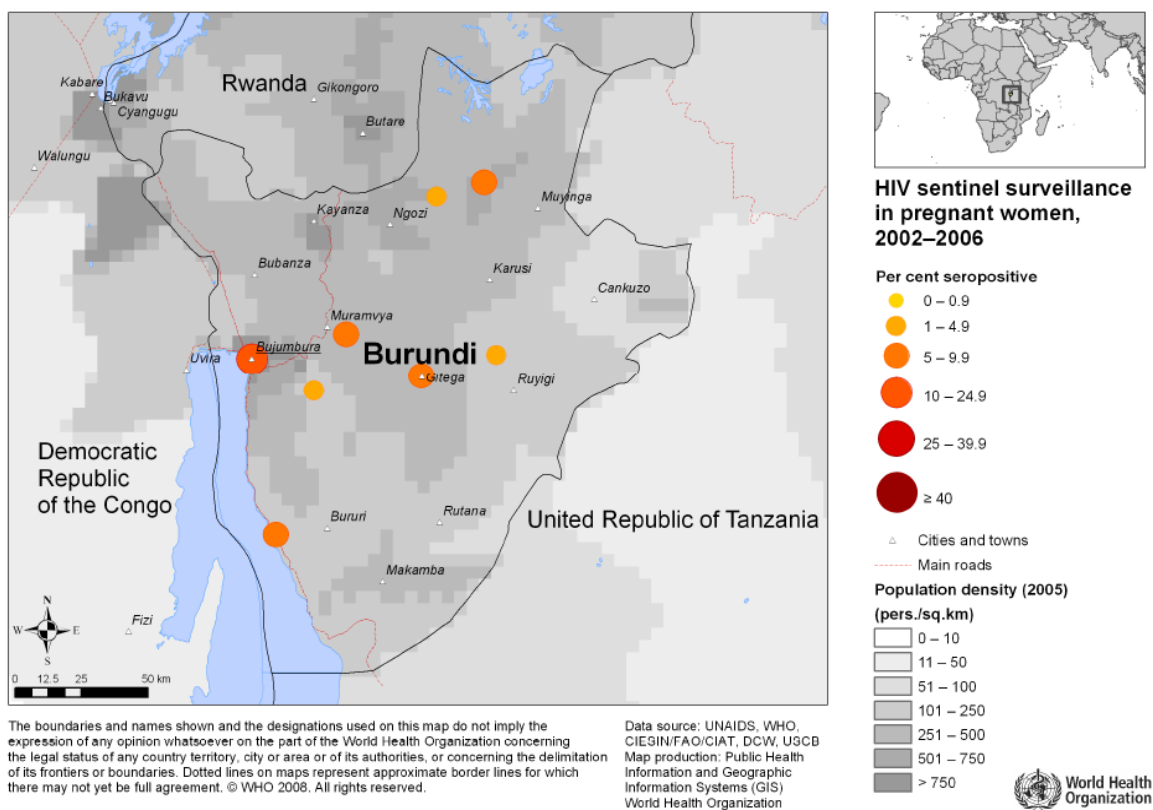 Rwanda
Gikongoro
Kabare
Bukavu
Cyangugu
Butare
Walungu
Kayanza
Ngozi
Muyinga
Bubanza
Karusi
Cankuzo
Muramvya
Bujumbura
Burundi
Uvira
Gitega
Ruyigi
Democratic
Republic
of the Congo
Bururi
Rutana
United Republic of Tanzania
Makamba
Fizi
N
W
E
S
0 12.5 25 50 km
HIV sentinel surveillance
in pregnant women,
2002–2006
Per cent seropositive
0 – 0.9
1 – 4.9
5 – 9.9
10 – 24.9
25 – 39.9
≥ 40
Cities and towns
Main roads
Population density (2005)
(pers./sq.km)
0 – 10
11 – 50
51 – 100
101 – 250
251 – 500
501 – 750
> 750
The boundaries and names shown and the designations used on this map do not imply the
expression of any opinion whatsoever on the part of the World Health Organization concerning
the legal status of any country territory, city or area or of its authorities, or concerning the delimitation
of its frontiers or boundaries. Dotted lines on maps represent approximate border lines for which
there may not yet be full agreement. © WHO 2008. All rights reserved.
Data source: UNAIDS, WHO,
CIESIN/FAO/CIAT, DCW, USCB
Map production: Public Health
Information and Geographic
Information Systems (GIS)
World Health Organization
World Health
Organization